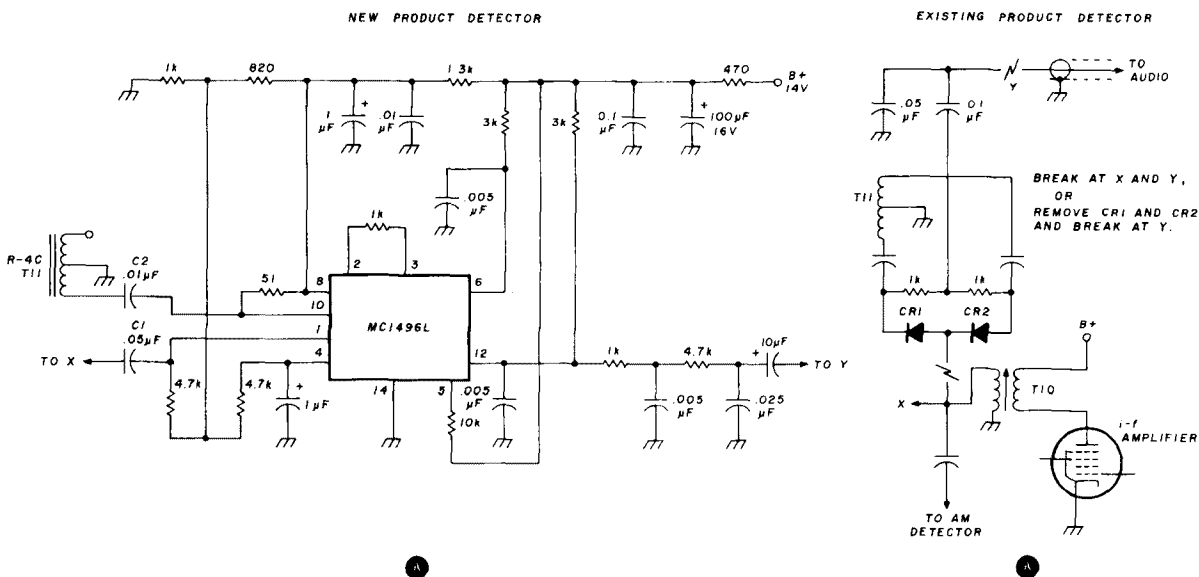 NEW PRODUCT DETECTOR
1k
820
1.3k
470
B+
14V
1
+
µF
.01
µF
3k
3k
0.1
µF
+
100µF
16V
.005
µF
1k
2
3
R-4C
T11
C2
.01µF
51
8
10
1
4
6
12
14
5
MC1496L
C1
.05µF
TO X
4.7k
4.7k
+
1µF
10k
.005
µF
1k
4.7k
+
10µF
TO Y
.005
µF
.025
µF
A
EXISTING PRODUCT DETECTOR
TO
AUDIO
Y
.05
µF
0.1
µF
T11
BREAK AT X AND Y,
OR
REMOVE CR1 AND CR2
AND BREAK AT Y.
1k
1k
CR1
CR2
B+
X
T10
i-f
AMPLIFIER
TO AM
DETECTOR
A